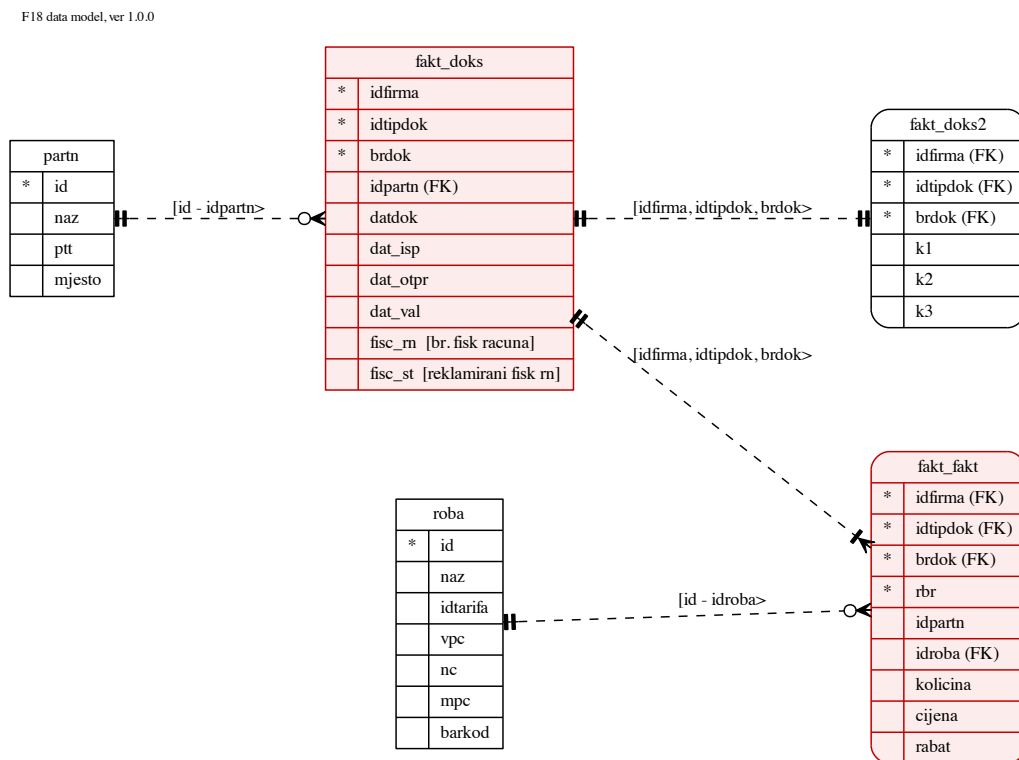 F18 data model, ver 1.0.0
partn
* id
naz
ptt
mjesto
[id - idpartn>
fakt_doks
* idfirma
* idtipdok
* brdok
idpartn (FK)
datdok
dat_isp
dat_otpr
dat_val
fisc_rn [br. fisk racuna]
fisc_st [reklamirani fisk rn]
[idfirma, idtipdok, brdok>
fakt_doks2
* idfirma (FK)
* idtipdok (FK)
* brdok (FK)
k1
k2
k3
[idfirma, idtipdok, brdok>
roba
* id
naz
idtarifa
vpc
nc
mpc
barkod
[id - idroba>
fakt_fakt
* idfirma (FK)
* idtipdok (FK)
* brdok (FK)
* rbr
idpartn
idroba (FK)
kolicina
cijena
rabat